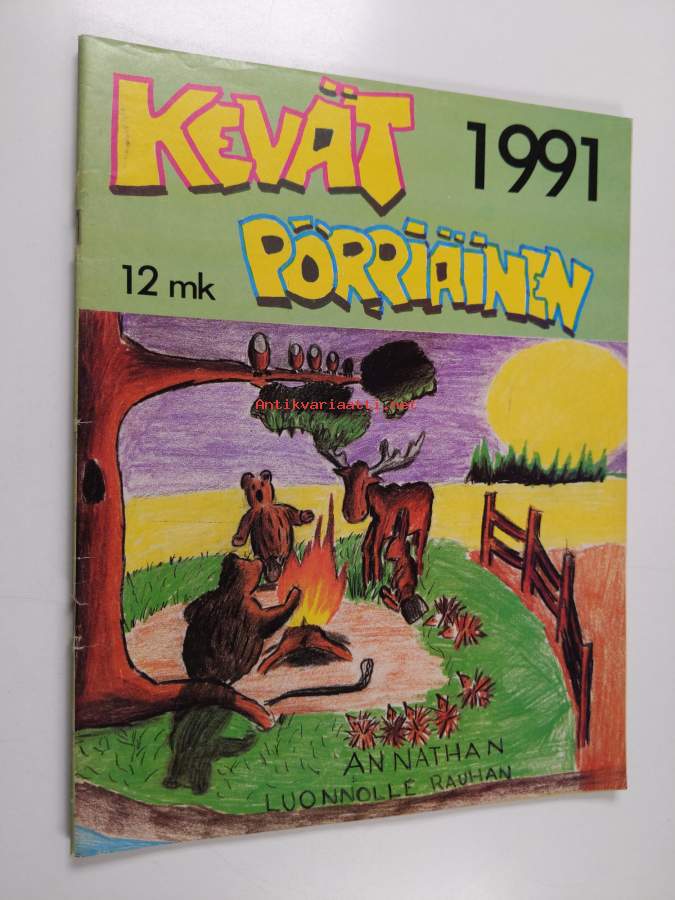 KEVÄT 1991
12 mk PÖRRIÄINEN
Antikvariaatti.net
ANNATHAN
LUONNOLLE RAUHAN